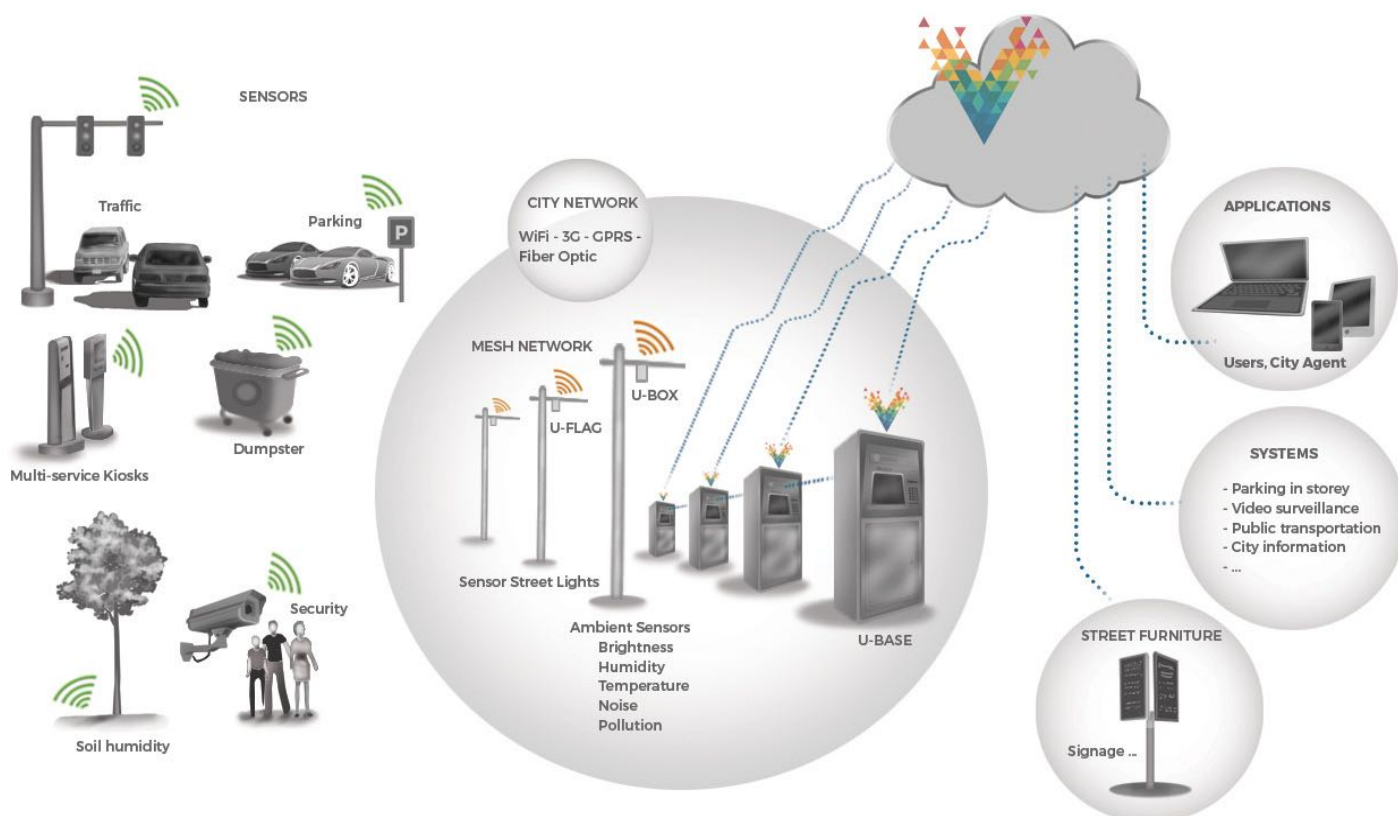 SENSORS
Traffic
Parking
P
Multi-service Kiosks
Dumpster
Soil humidity
Security
CITY NETWORK
WiFi - 3G - GPRS -
Fiber Optic
MESH NETWORK
U-BOX
U-FLAG
Sensor Street Lights
Ambient Sensors
Brightness
Humidity
Temperature
Noise
Pollution
U-BASE
APPLICATIONS
Users, City Agent
SYSTEMS
- Parking in storey
- Video surveillance
- Public transportation
- City information
- ...
STREET FURNITURE
Signage ...